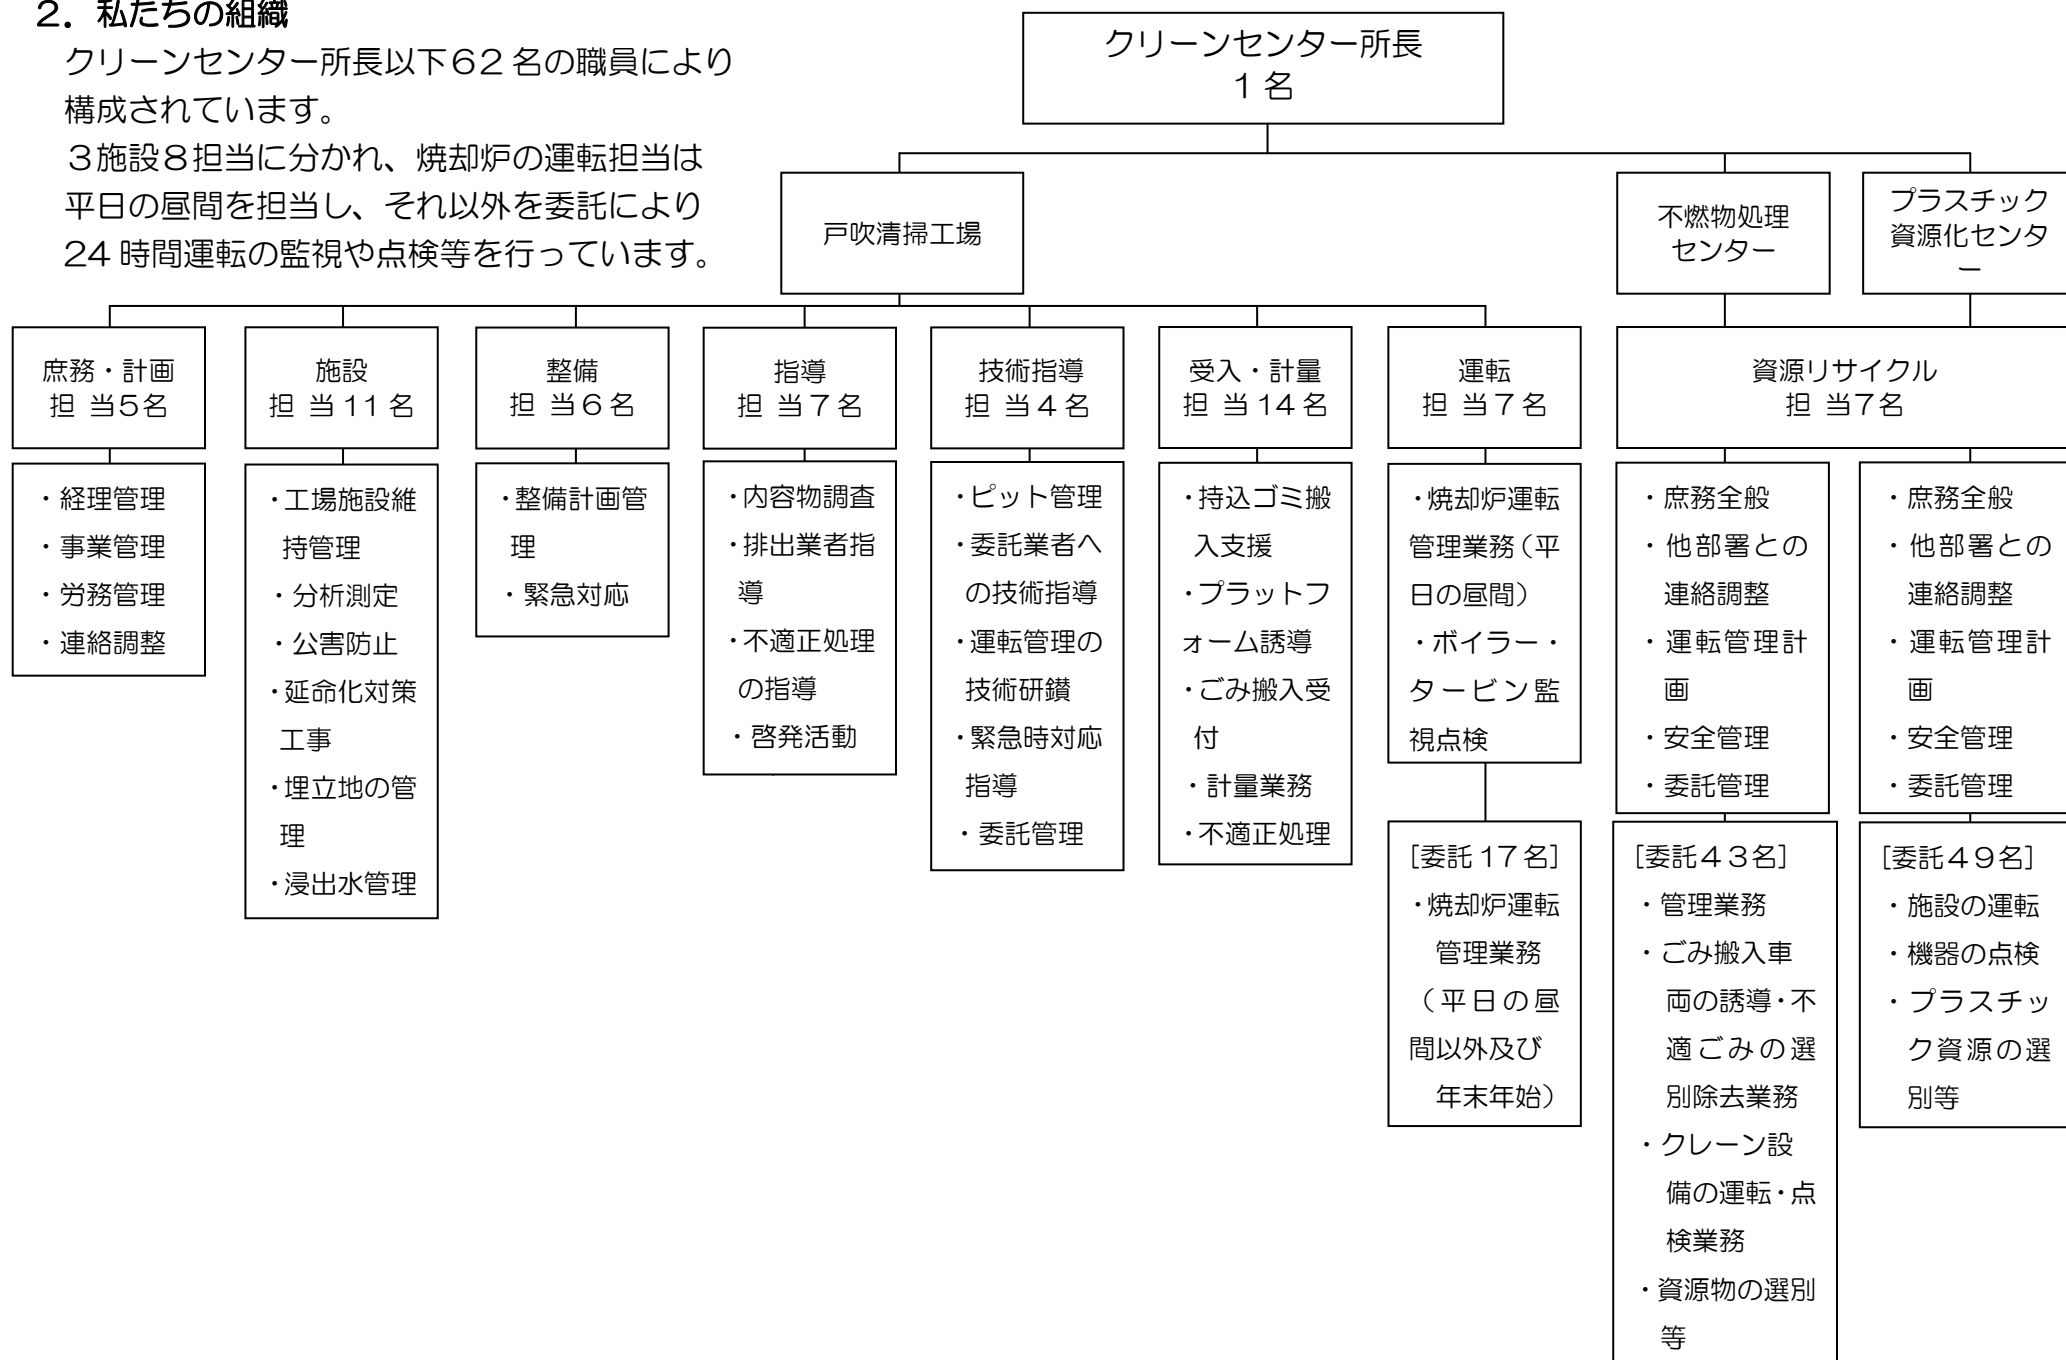 ２．私たちの組織
クリーンセンター所長以下６２名の職員により
構成されています。
３施設８担当に分かれ、焼却炉の運転担当は
平日の昼間を担当し、それ以外を委託により
24時間運転の監視や点検等を行っています。
クリーンセンター所長
1名
戸吹清掃工場
不燃物処理
センター
プラスチック
資源化センタ
ー
庶務・計画
担 当５名
施設
担 当11名
整備
担 当６名
指導
担 当７名
技術指導
担 当４名
受入・計量
担 当14名
運転
担 当７名
資源リサイクル
担 当７名
・経理管理
・事業管理
・労務管理
・連絡調整
・工場施設維
持管理
・分析測定
・公害防止
・延命化対策
工事
・埋立地の管
理
・浸出水管理
・整備計画管
理
・緊急対応
・内容物調査
・排出業者指
導
・不適正処理
の指導
・啓発活動
・ピット管理
・委託業者へ
の技術指導
・運転管理の
技術研鑚
・緊急時対応
指導
・委託管理
・持込ゴミ搬
入支援
・プラットフ
ォーム誘導
・ごみ搬入受
付
・計量業務
・不適正処理
・焼却炉運転
管理業務（平
日の昼間）
・ボイラー・
タービン監
視点検
［委託17名］
・焼却炉運転
管理業務
（平日の昼
間以外及び
年末年始）
・庶務全般
・他部署との
連絡調整
・運転管理計
画
・安全管理
・委託管理
［委託４３名］
・管理業務
・ごみ搬入車
両の誘導・不
適ごみの選
別除去業務
・クレーン設
備の運転・点
検業務
・資源物の選別
等
・庶務全般
・他部署との
連絡調整
・運転管理計
画
・安全管理
・委託管理
［委託４９名］
・施設の運転
・機器の点検
・プラスチッ
ク資源の選
別等